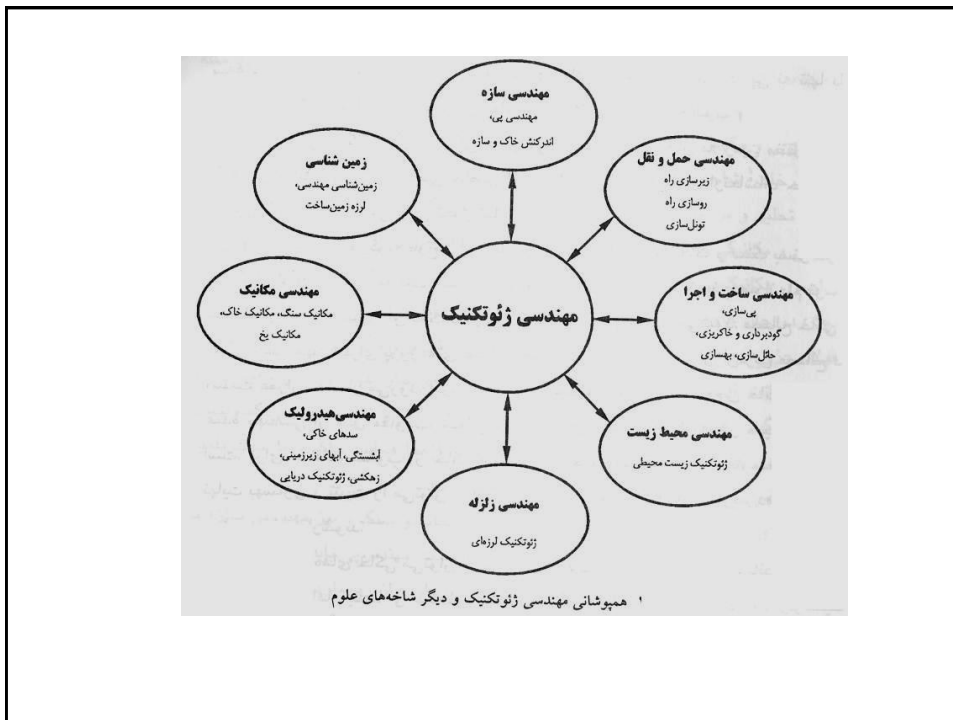 مهندسی سازه
مهندسی پی،
اندرکنش خاک و سازه
مهندسی حمل و نقل
زیرسازی راه
روسازی راه
تونل‌سازی
زمین شناسی
زمین‌شناسی مهندسی،
لرزه زمین‌ساخت
مهندسی ژئوتکنیک
مهندسی ساخت و اجرا
پی‌سازی،
گودبرداری و خاکریزی،
حائل‌سازی، بهسازی
مهندسی مکانیک
مکانیک سنگ، مکانیک خاک،
مکانیک یخ
مهندسی محیط زیست
ژئوتکنیک زیست محیطی
مهندسی هیدرولیک
سدهای خاکی،
آبشستگی، آبهای زیرزمینی،
زهکشی، ژئوتکنیک دریایی
مهندسی زلزله
ژئوتکنیک لرزه‌ای
۱ همپوشانی مهندسی ژئوتکنیک و دیگر شاخه‌های علوم